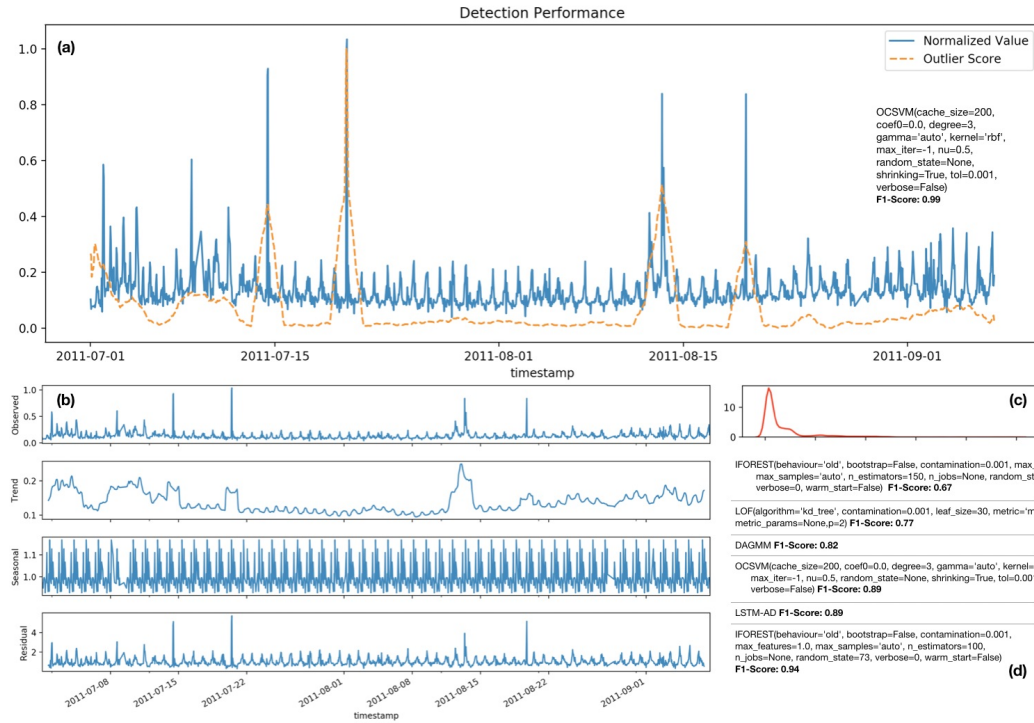 Detection Performance
(a)
Normalized Value
Outlier Score
1.0
0.8
0.6
0.4
0.2
0.0
OCSVM(cache_size=200,
coef0=0.0, degree=3,
gamma='auto', kernel='rbf',
max_iter=-1, nu=0.5,
random_state=None,
shrinking=True, tol=0.001,
verbose=False)
F1-Score: 0.99
2011-07-01
2011-07-15
2011-08-01
2011-08-15
2011-09-01
timestamp
(b)
Observed
1.0
0.5
0.0
Trend
0.2
0.1
Seasonal
1.1
1.0
Residual
4
2
2011-07-08
2011-07-15
2011-07-22
2011-08-01
2011-08-08
2011-08-15
2011-08-22
2011-09-01
timestamp
(c)
10
0
IFOREST(behaviour='old', bootstrap=False, contamination=0.001, max_
max_samples='auto', n_estimators=150, n_jobs=None, random_st
verbose=0, warm_start=False) F1-Score: 0.67
LOF(algorithm='kd_tree', contamination=0.001, leaf_size=30, metric='m
metric_params=None,p=2) F1-Score: 0.77
DAGMM F1-Score: 0.82
OCSVM(cache_size=200, coef0=0.0, degree=3, gamma='auto', kernel=
max_iter=-1, nu=0.5, random_state=None, shrinking=True, tol=0.00
verbose=False) F1-Score: 0.89
LSTM-AD F1-Score: 0.89
IFOREST(behaviour='old', bootstrap=False, contamination=0.001,
max_features=1.0, max_samples='auto', n_estimators=100,
n_jobs=None, random_state=73, verbose=0, warm_start=False)
F1-Score: 0.94
(d)